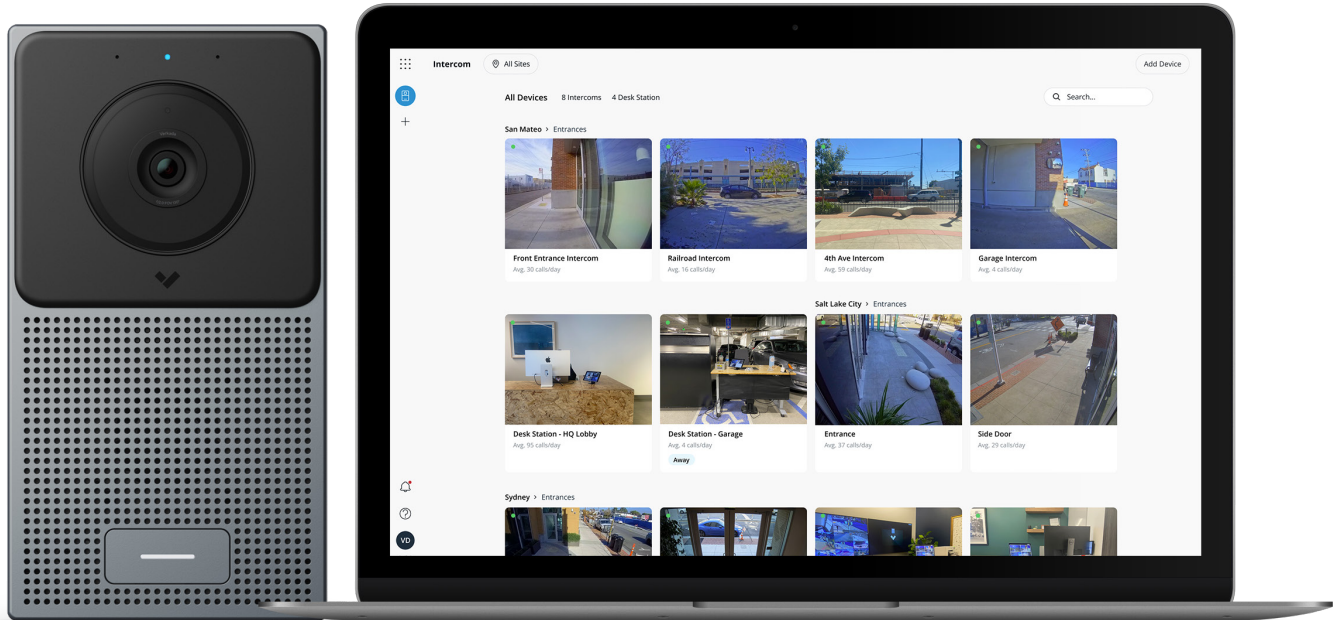 Intercom
All Sites
Add Device
All Devices 8 Intercoms 4 Desk Station
Search...
San Mateo > Entrances
Front Entrance Intercom
Avg. 30 calls/day
Railroad Intercom
Avg. 16 calls/day
4th Ave Intercom
Avg. 59 calls/day
Garage Intercom
Avg. 4 calls/day
Salt Lake City > Entrances
Desk Station - HQ Lobby
Avg. 95 calls/day
Desk Station - Garage
Avg. 4 calls/day
Away
Entrance
Avg. 37 calls/day
Side Door
Avg. 29 calls/day
Sydney > Entrances
VD